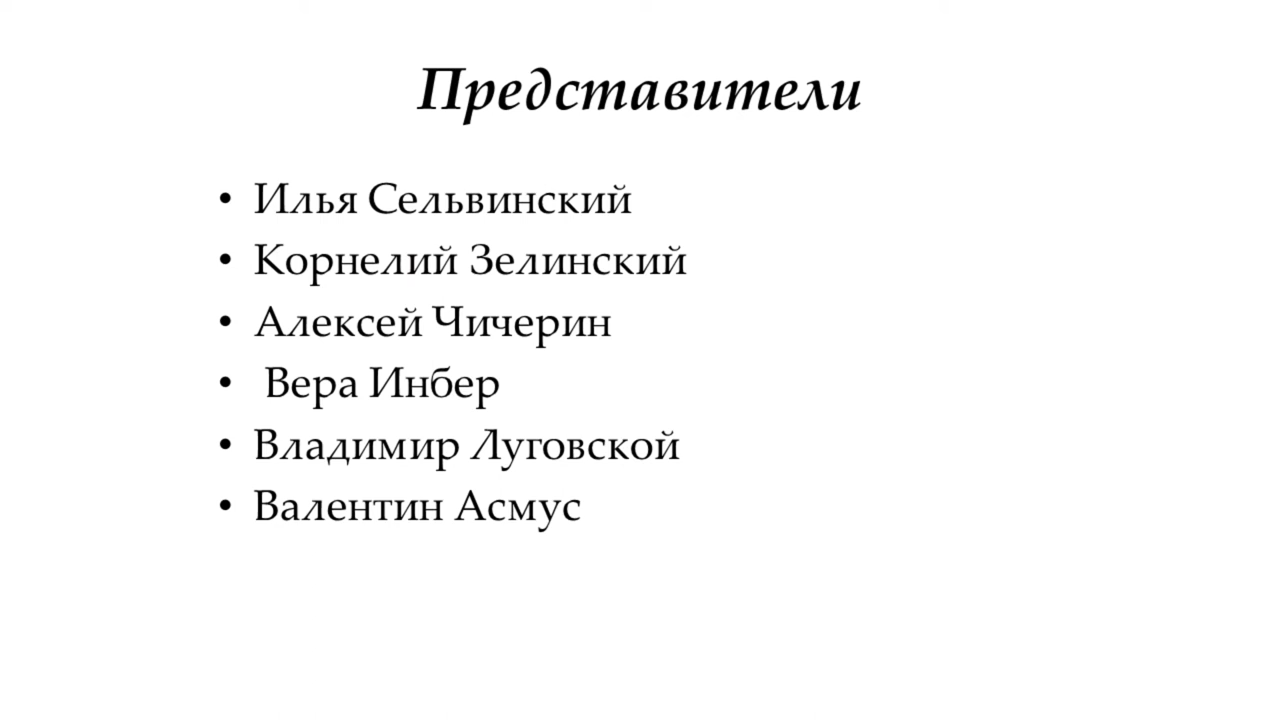 Представители
• Илья Сельвинский
• Корнелий Зелинский
• Алексей Чичерин
• Вера Инбер
• Владимир Луговской
• Валентин Асмус